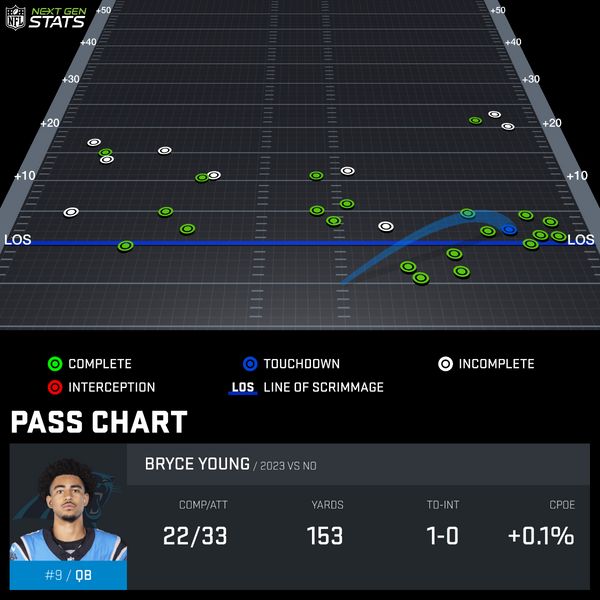 NFL NEXT GEN STATS
+50 +50
+40 +40
+30 +30
+20 +20
+10 +10
LOS LOS
COMPLETE TOUCHDOWN INCOMPLETE
INTERCEPTION LOS LINE OF SCRIMMAGE
PASS CHART
BRYCE YOUNG / 2023 VS NO
COMP/ATT YARDS TD-INT CPOE
22/33 153 1-0 +0.1%
#9 / QB